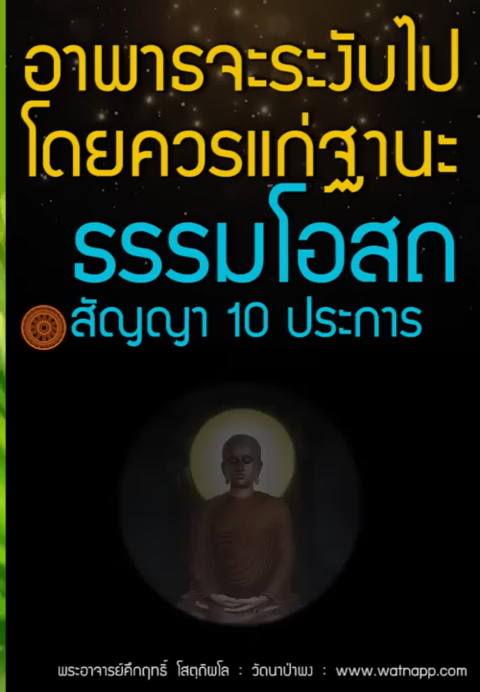 อาพาธจะระงับไป
โดยควรแก่ฐานะ
ธรรมโอสถ
สัญญา 10 ประการ
พระอาจารย์คึกฤทธิ์ โสตฺถิผโล : วัดนาป่าพง : www.watnapp.com